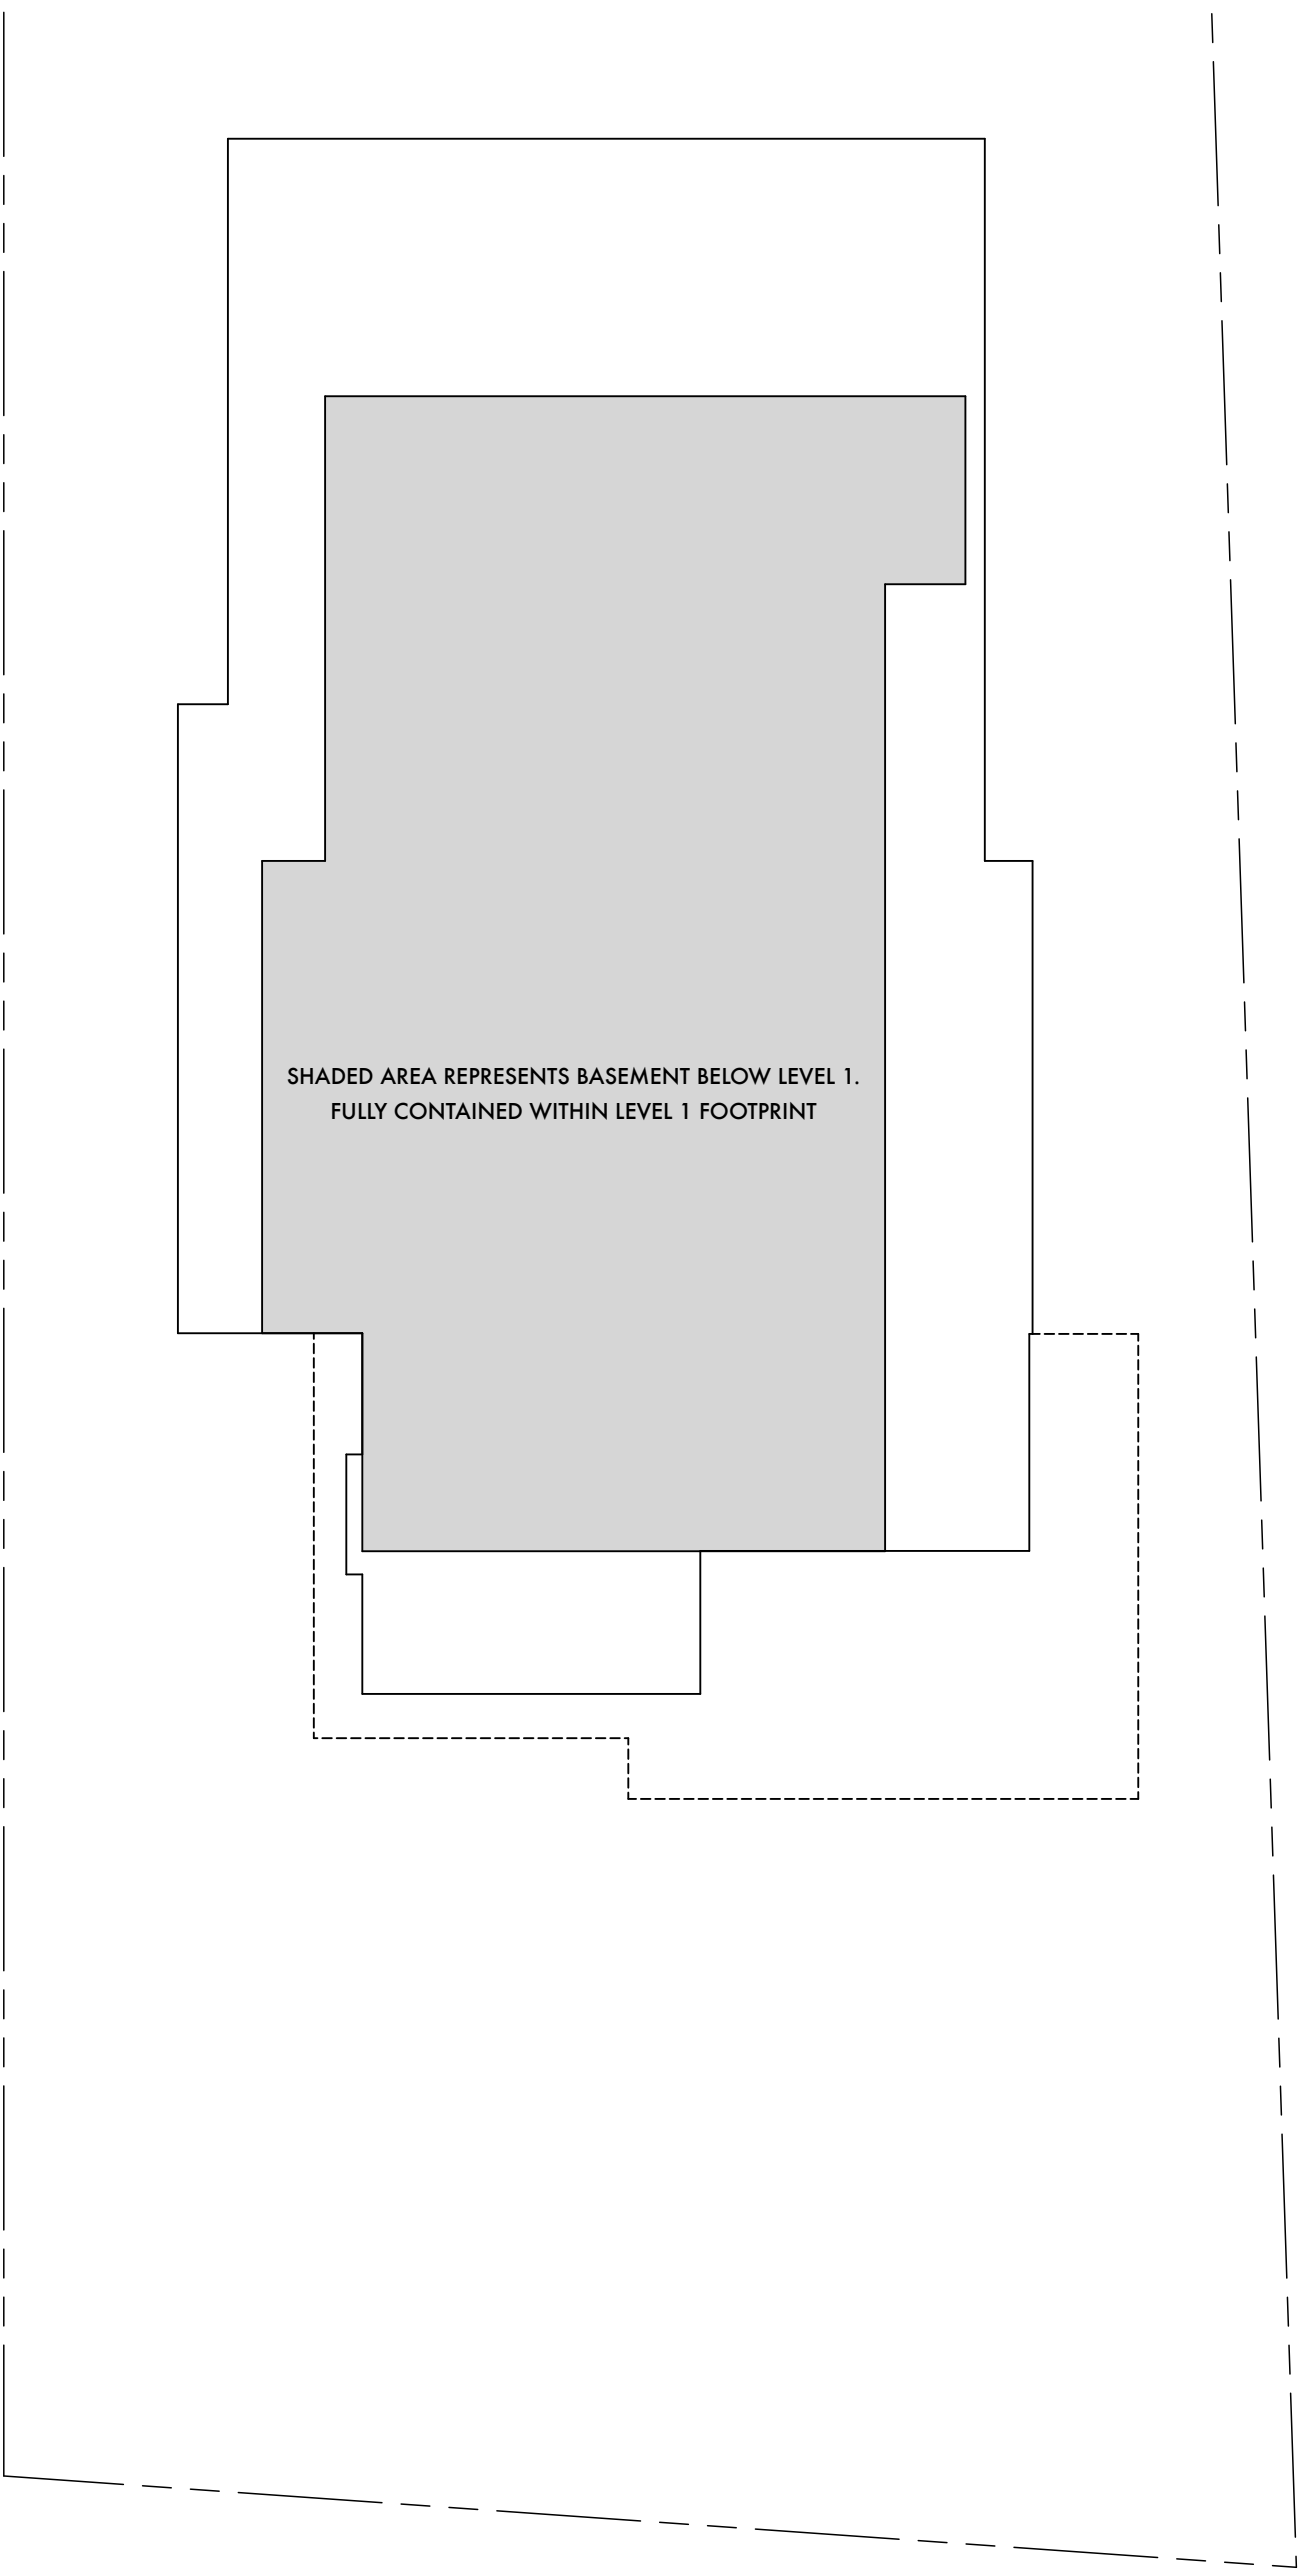 SHADED AREA REPRESENTS BASEMENT BELOW LEVEL 1.
FULLY CONTAINED WITHIN LEVEL 1 FOOTPRINT